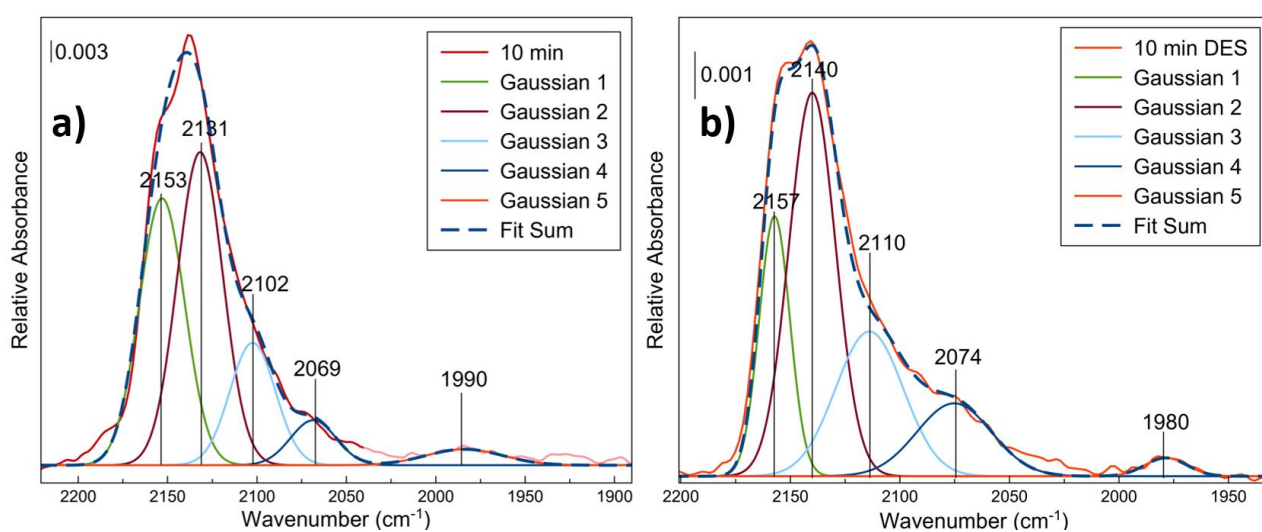 a)
0.003
10 min
Gaussian 1
Gaussian 2
Gaussian 3
Gaussian 4
Gaussian 5
Fit Sum
2153
2131
2102
2069
1990
Relative Absorbance
2200 2150 2100 2050 2000 1950 1900
Wavenumber (cm-1)
b)
0.001
10 min DES
Gaussian 1
Gaussian 2
Gaussian 3
Gaussian 4
Gaussian 5
Fit Sum
2157
2140
2110
2074
1980
Relative Absorbance
2200 2150 2100 2050 2000 1950
Wavenumber (cm-1)